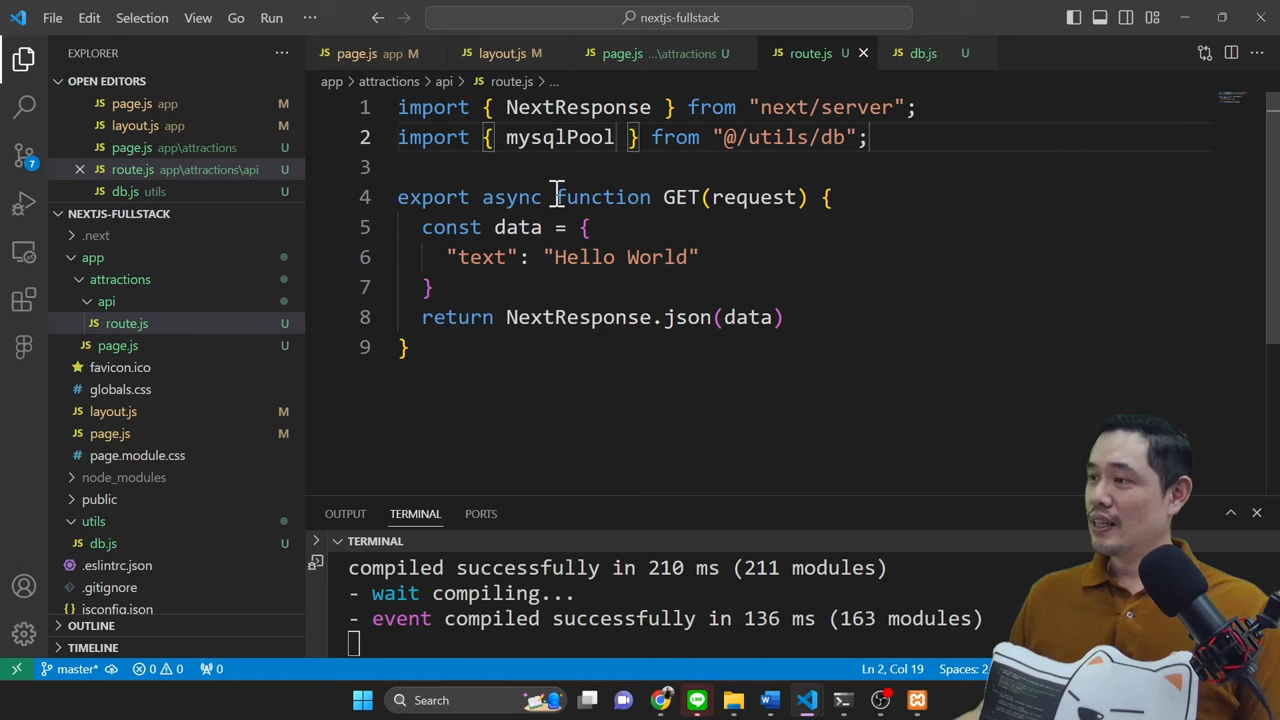 File Edit Selection View Go Run ··· nextjs-fullstack
EXPLORER ···
OPEN EDITORS
page.js app
layout.js app
page.js app\attractions
route.js app\attractions\api
db.js utils
NEXTJS-FULLSTACK
.next
app
attractions
api
JS route.js U
JS page.js U
favicon.ico
# globals.css
JS layout.js M
JS page.js M
# page.module.css
node_modules
public
utils
JS db.js U
.eslintrc.json
.gitignore
jsconfig.json
OUTLINE
TIMELINE
7
JS page.js app M JS layout.js M JS page.js ...\attractions U JS route.js U JS db.js U
app > attractions > api > JS route.js > ...
1 import { NextResponse } from "next/server";
2 import { mysqlPool } from "@/utils/db";
3
4 export async function GET(request) {
5 const data = {
6 "text": "Hello World"
7 }
8 return NextResponse.json(data)
9 }
OUTPUT TERMINAL PORTS
TERMINAL
compiled successfully in 210 ms (211 modules)
- wait compiling...
- event compiled successfully in 136 ms (163 modules)
master* 0 0 0 Ln 2, Col 19 Spaces:
Search